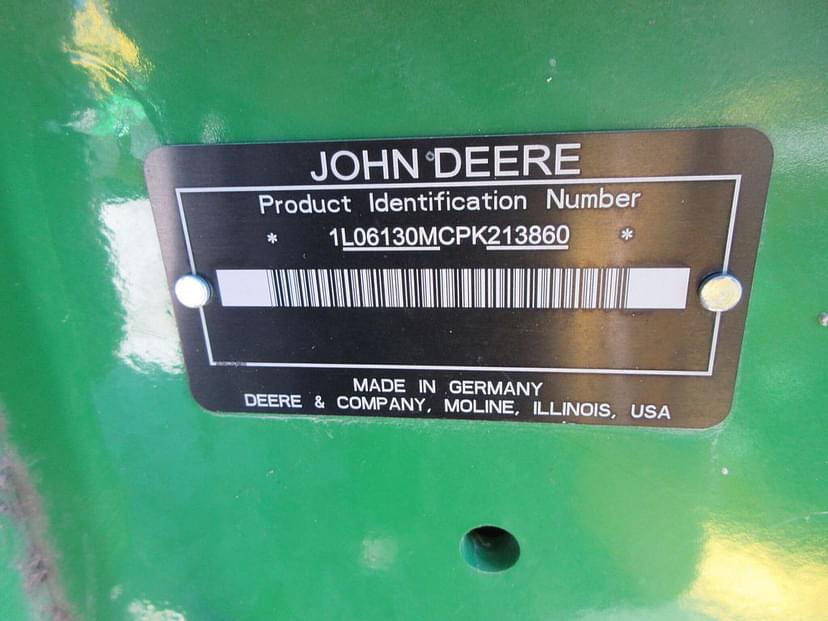 JOHN DEERE
Product Identification Number
* 1L06130MCPK213860 *
MADE IN GERMANY
DEERE & COMPANY, MOLINE, ILLINOIS, USA